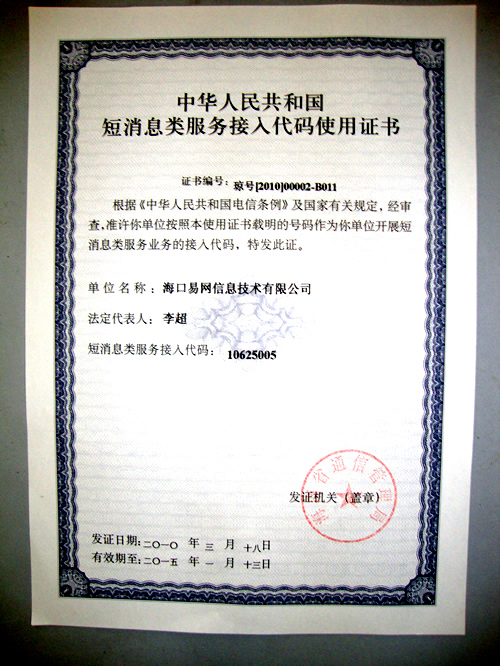 中华人民共和国
短消息类服务接入代码使用证书
证书编号：琼号[2010]00002-B011
根据《中华人民共和国电信条例》及国家有关规定，经审
查，准许你单位按照本使用证书载明的号码作为你单位开展短
消息类服务业务的接入代码，特发此证。
单位名称：海口易网信息技术有限公司
法定代表人：李超
短消息类服务接入代码：10625005
海南省通信管理局
发证机关（盖章）
发证日期：二〇一〇年三月十八日
有效期至：二〇一五年一月十三日